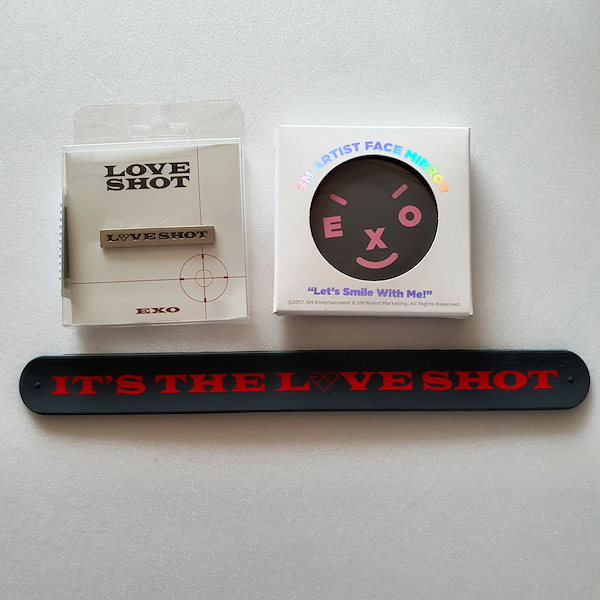 LOVE
SHOT
LOVE SHOT
EXO
SM ARTIST FACE MIRROR
E X O
“Let's Smile With Me!”
©2017. SM Entertainment & SM Brand Marketing. All Rights Reserved.
IT'S THE LOVE SHOT